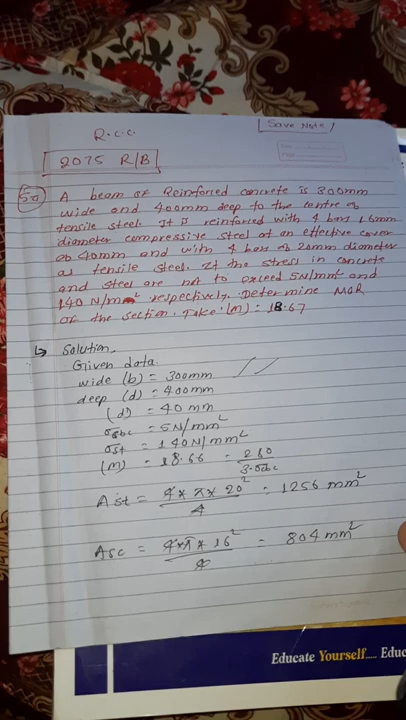 Save Note
R.C.C.
2075 R/B
5a) A beam of Reinforced concrete is 300mm
wide and 400mm deep to the centre of
tensile steel. It is reinforced with 4 bars 16mm
diameter compressive steel at an effective cover
of 40mm and with 4 bars of 20mm diameter
as tensile steel. If the stress in concrete
and steel are not to exceed 5N/mm² and
140 N/mm² respectively. Determine MOR
of the section. Take (m) = 18.67
↳ Solution,
Given data.
wide (b) = 300mm
deep (d) = 400mm
(d') = 40 mm
σcbc = 5N/mm²
σst = 140N/mm²
(M) = 18.66 = 280/3·σcbc
Ast = 4*π*20²/4 = 1256 mm²
Asc = 4*π*16²/4 = 804 mm²
Educate Yourself.... Educ